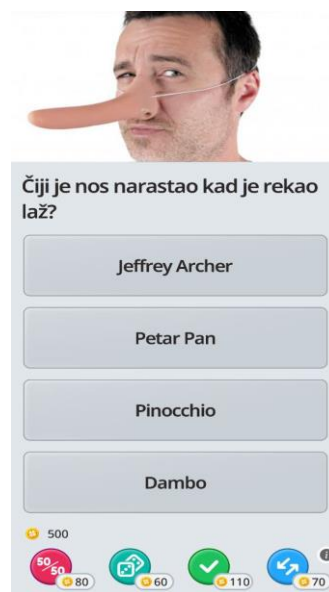 Čiji je nos narastao kad je rekao
laž?
Jeffrey Archer
Petar Pan
Pinocchio
Dambo
500
50/50
80
60
110
70
i